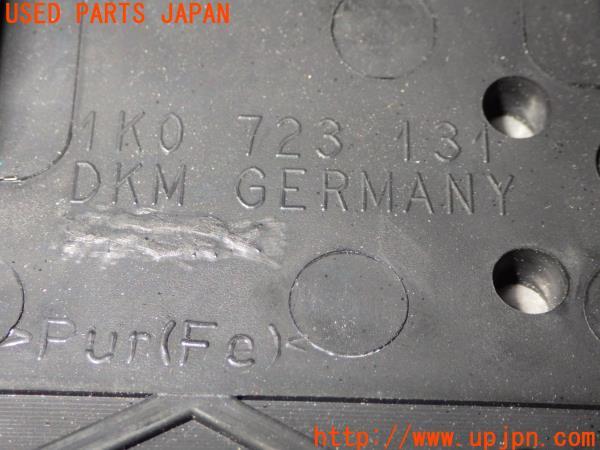 USED PARTS JAPAN
1K0 723 131
DKM GERMANY
>Pur(Fe)<
http://www.upjpn.com